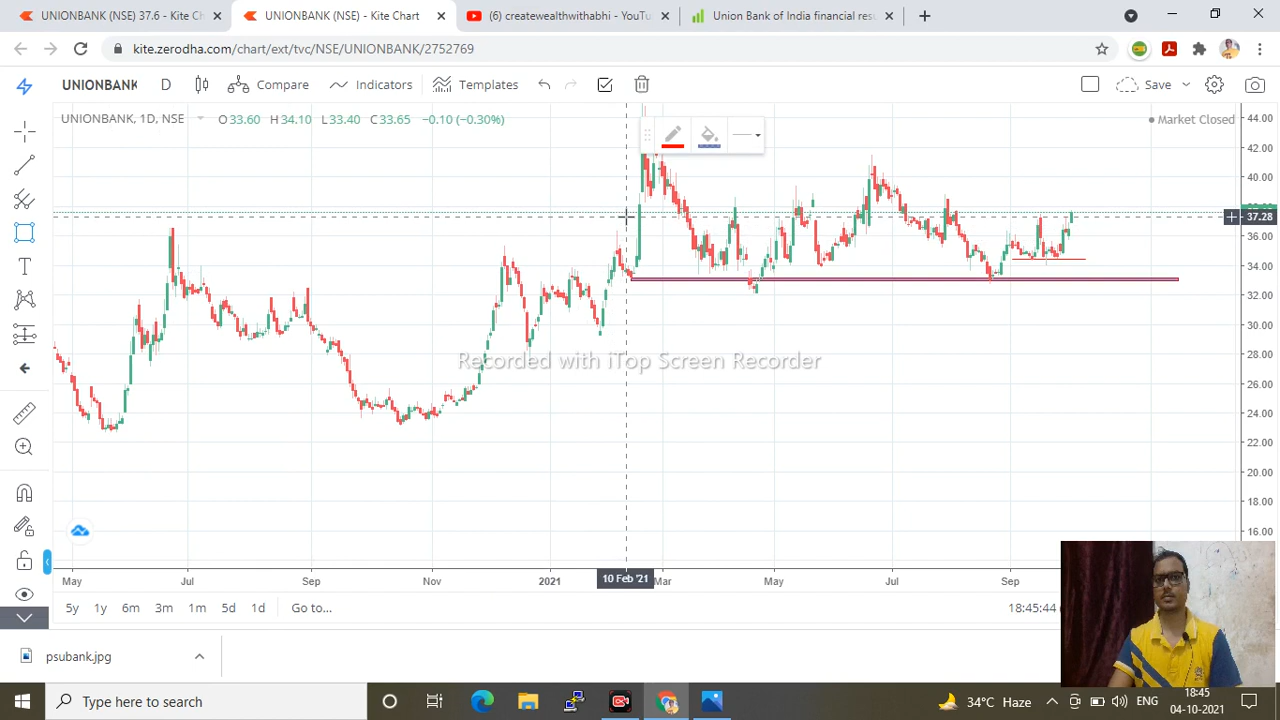 UNIONBANK (NSE) 37.6 - Kite Cha
UNIONBANK (NSE) - Kite Chart
(6) createwealthwithabhi - YouTu
Union Bank of India financial resu
kite.zerodha.com/chart/ext/tvc/NSE/UNIONBANK/2752769
UNIONBANK
D
Compare
Indicators
Templates
Save
UNIONBANK, 1D, NSE
O33.60 H34.10 L33.40 C33.65 −0.10 (−0.30%)
Market Closed
44.00
42.00
40.00
37.28
36.00
34.00
32.00
30.00
28.00
26.00
24.00
22.00
20.00
18.00
16.00
Recorded with iTop Screen Recorder
May
Jul
Sep
Nov
2021
10 Feb '21
Mar
May
Jul
Sep
5y 1y 6m 3m 1m 5d 1d Go to...
18:45:44
psubank.jpg
Type here to search
34°C Haze
ENG
18:45
04-10-2021